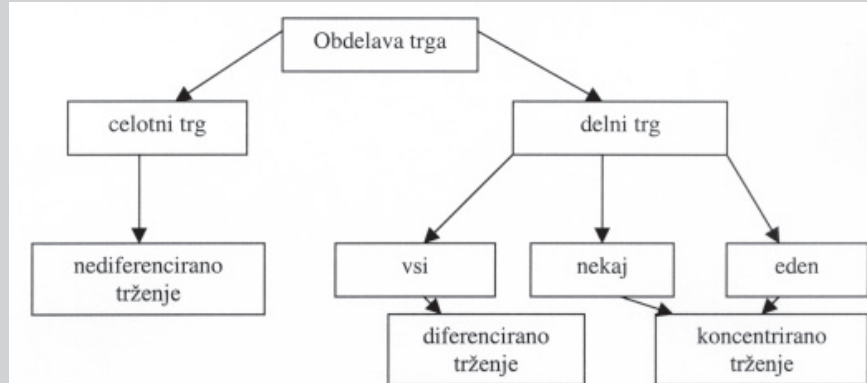 Obdelava trga
celotni trg
delni trg
nediferencirano
trženje
vsi
nekaj
eden
diferencirano
trženje
koncentrirano
trženje